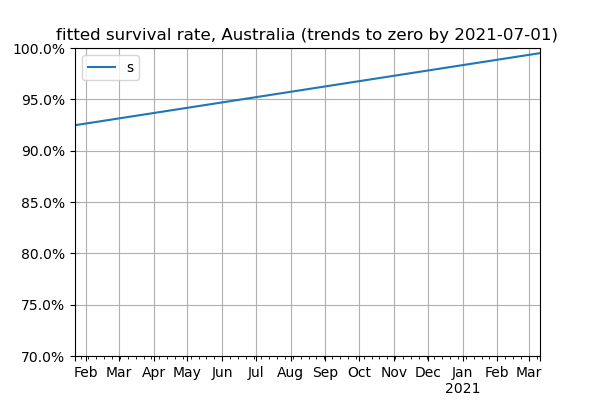 fitted survival rate, Australia (trends to zero by 2021-07-01)
100.0%
s
95.0%
90.0%
85.0%
80.0%
75.0%
70.0%
Feb Mar Apr May Jun Jul Aug Sep Oct Nov Dec Jan Feb Mar
2021